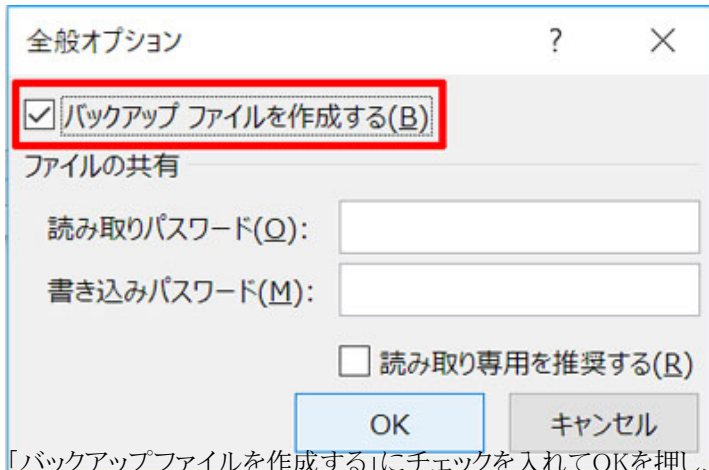 全般オプション ? ×
バックアップ ファイルを作成する(B)
ファイルの共有
読み取りパスワード(O):
書き込みパスワード(M):
読み取り専用を推奨する(R)
OK キャンセル
「バックアップファイルを作成する」にチェックを入れてOKを押し、